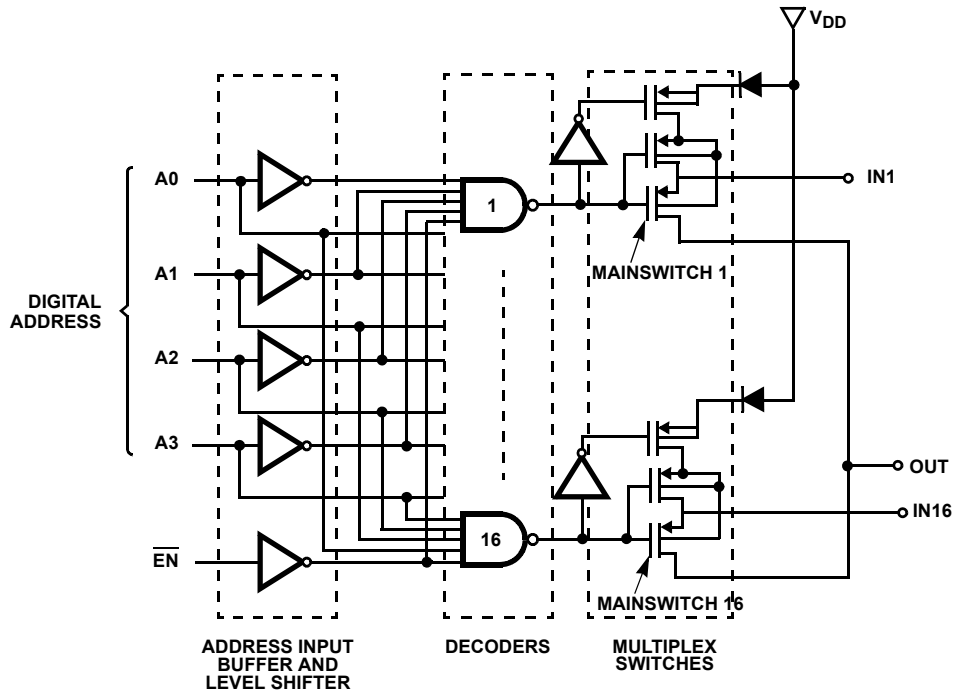 VDD
A0
1
IN1
A1
MAINSWITCH 1
DIGITAL
ADDRESS
A2
A3
OUT
IN16
16
EN
MAINSWITCH 16
ADDRESS INPUT
BUFFER AND
LEVEL SHIFTER
DECODERS
MULTIPLEX
SWITCHES